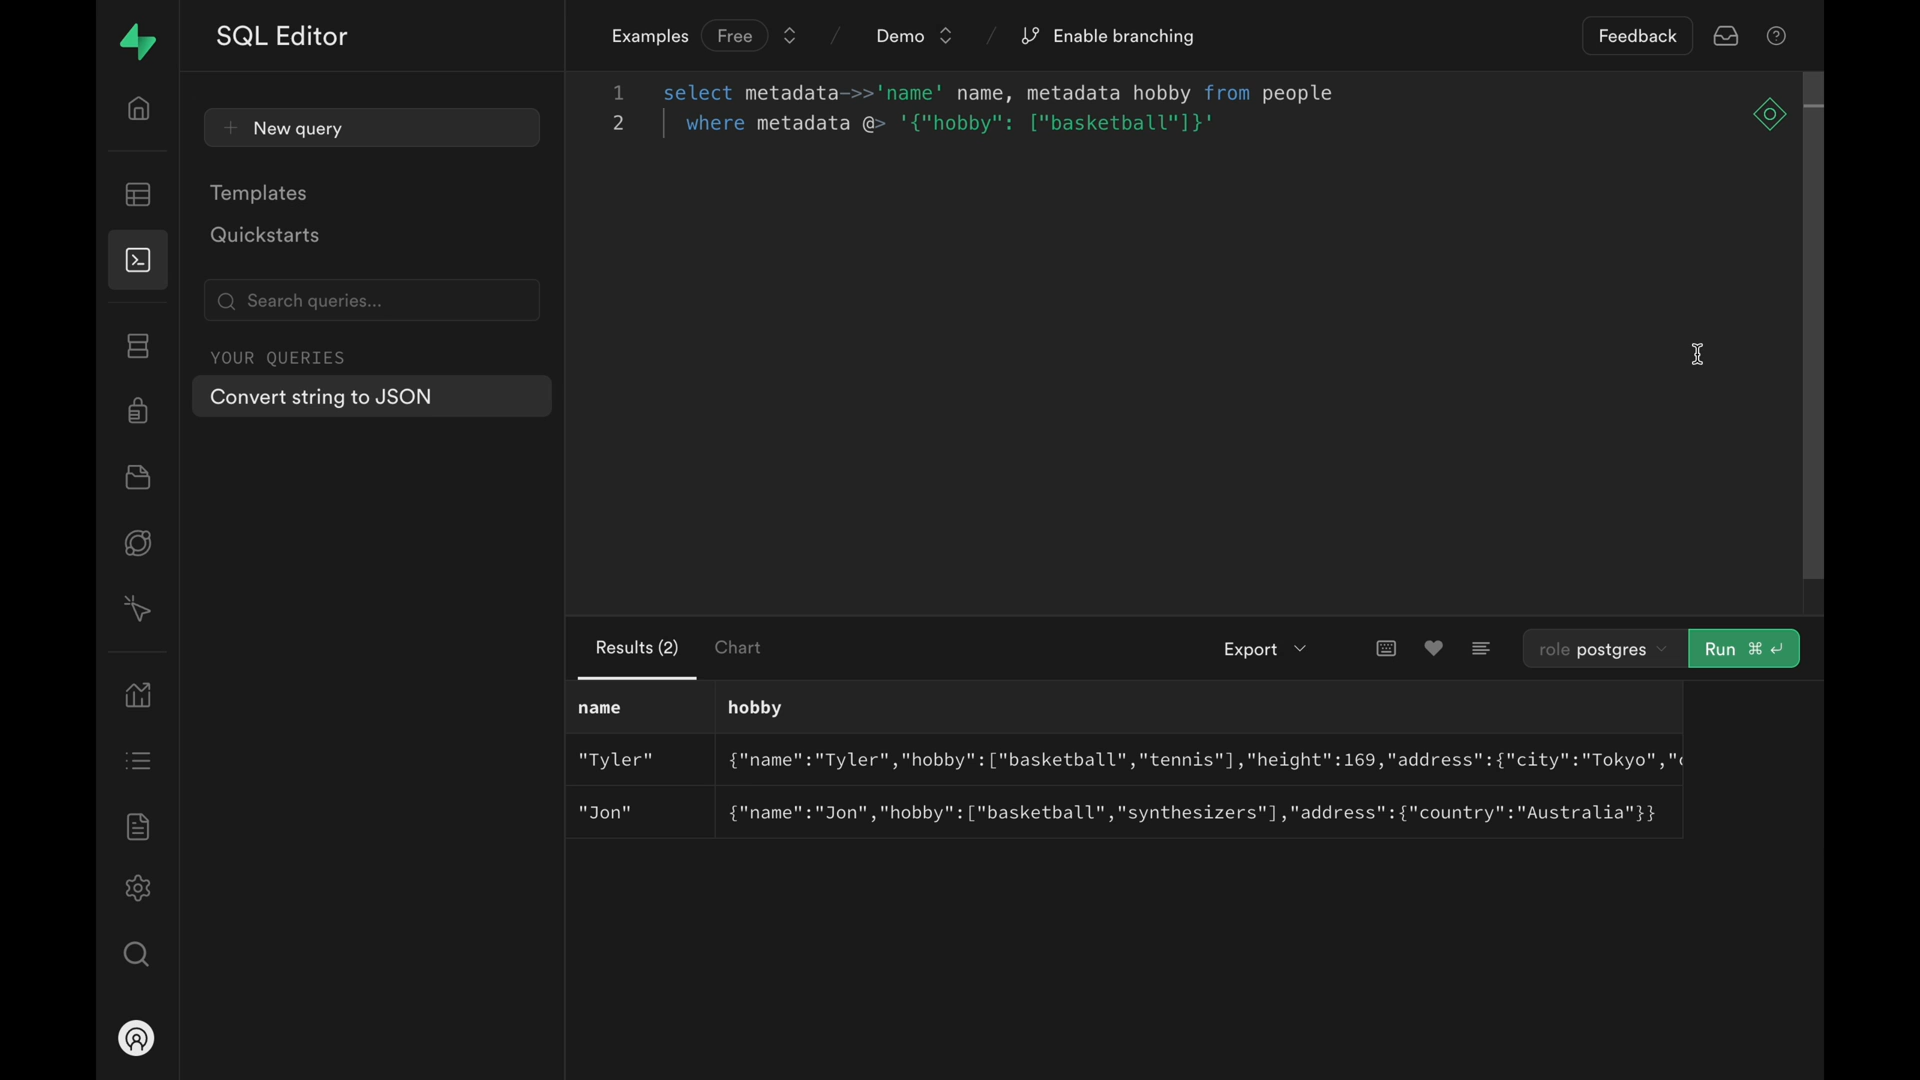 SQL Editor
Examples Free / Demo / Enable branching
Feedback
New query
Templates
Quickstarts
Search queries...
YOUR QUERIES
Convert string to JSON
1 select metadata->>'name' name, metadata hobby from people
2 where metadata @> '{"hobby": ["basketball"]}'
Results (2) Chart
Export
role postgres
Run ⌘ ↵
name hobby
"Tyler" {"name":"Tyler","hobby":["basketball","tennis"],"height":169,"address":{"city":"Tokyo","
"Jon" {"name":"Jon","hobby":["basketball","synthesizers"],"address":{"country":"Australia"}}